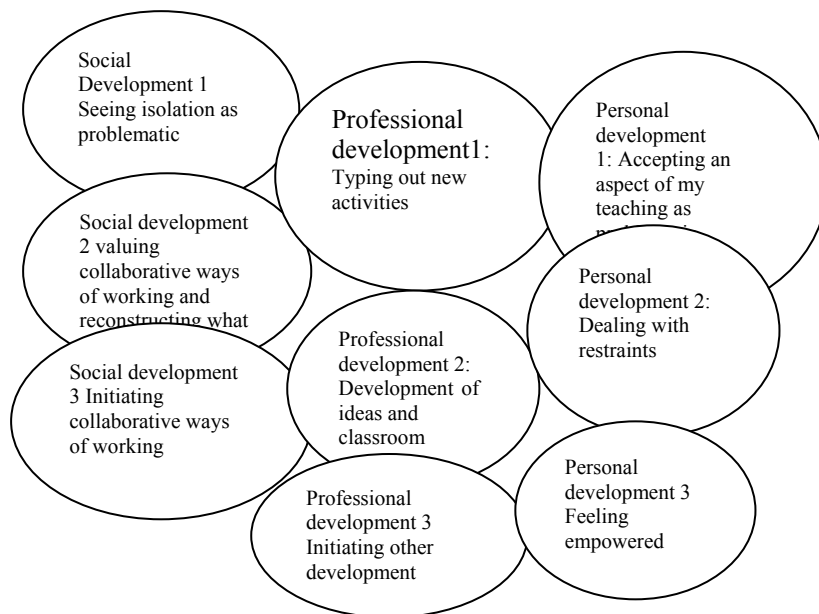 Social
Development 1
Seeing isolation as
problematic
Social development
2 valuing
collaborative ways
of working and
reconstructing what
Social development
3 Initiating
collaborative ways
of working
Professional
development1:
Typing out new
activities
Professional
development 2:
Development of
ideas and
classroom
Professional
development 3
Initiating other
development
Personal
development
1: Accepting an
aspect of my
teaching as
Personal
development 2:
Dealing with
restraints
Personal
development 3
Feeling
empowered